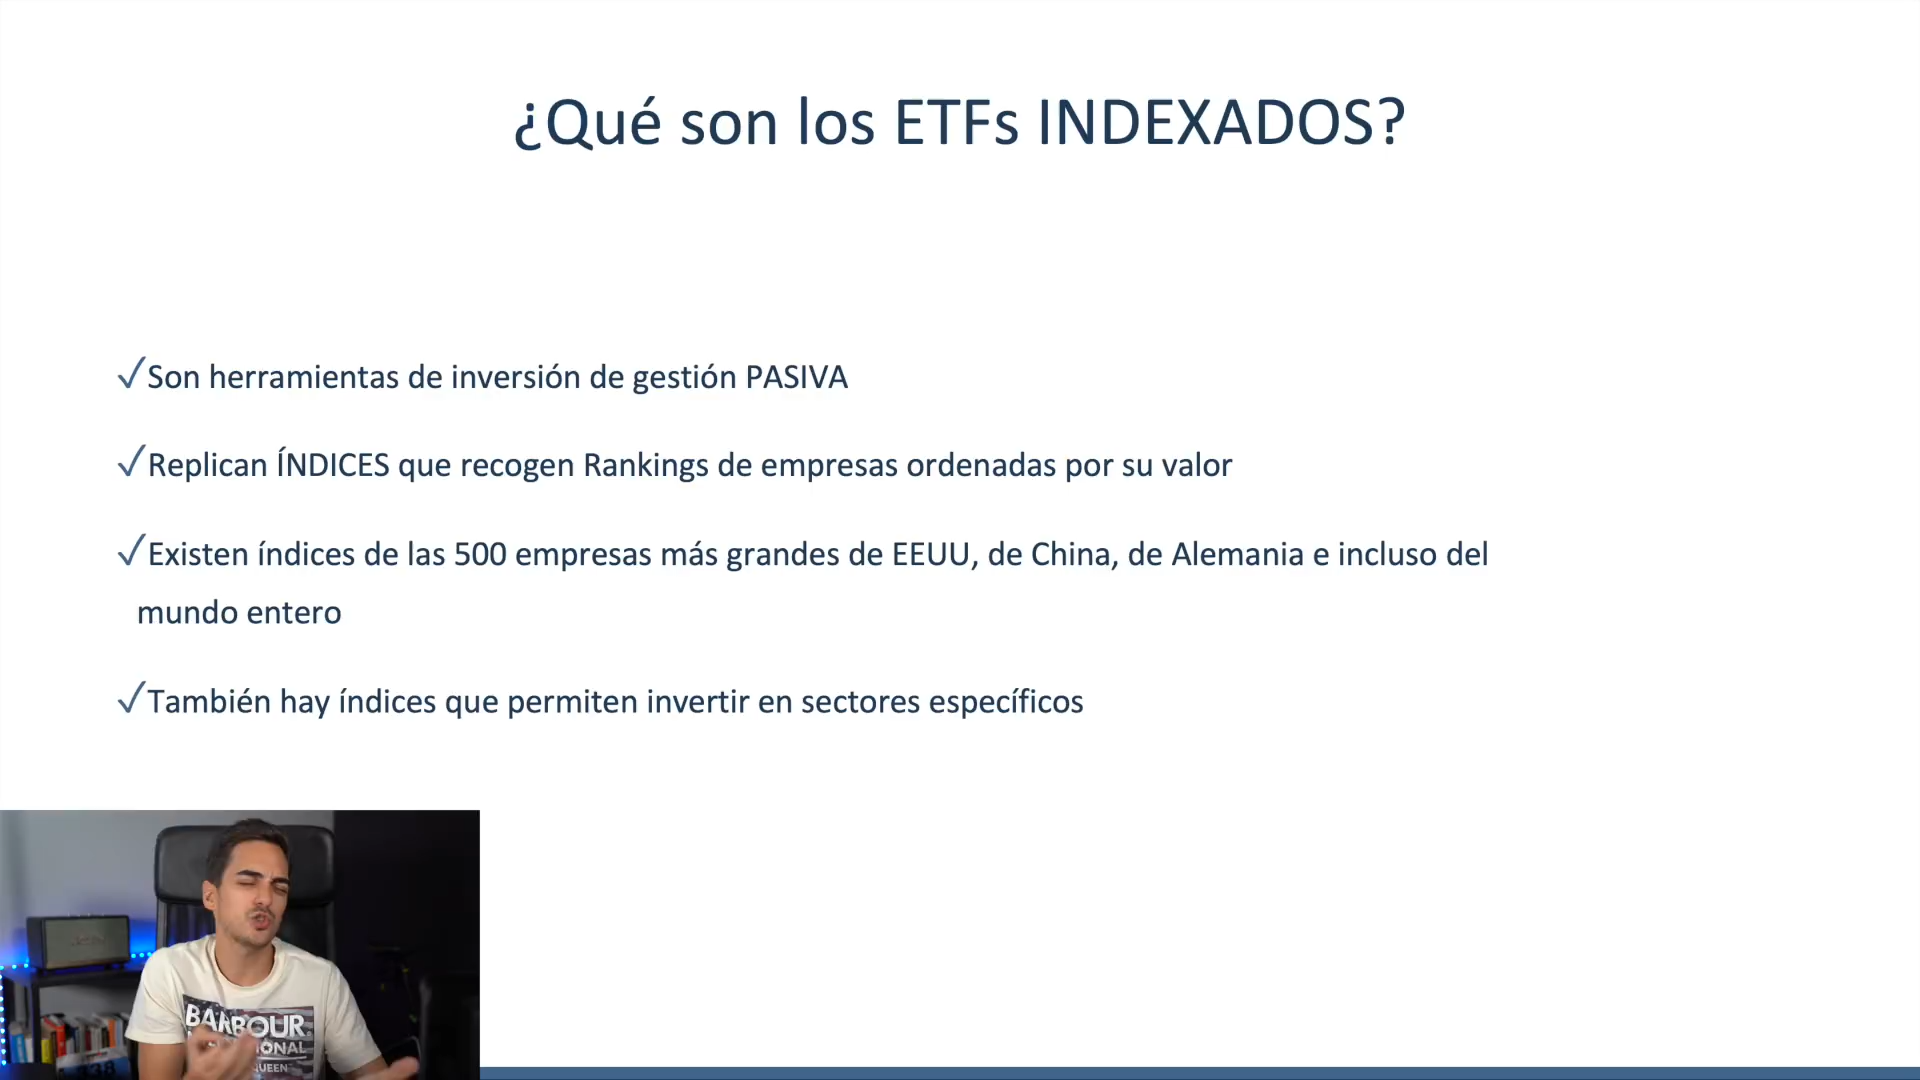 ¿Qué son los ETFs INDEXADOS?
✓Son herramientas de inversión de gestión PASIVA
✓Replican ÍNDICES que recogen Rankings de empresas ordenadas por su valor
✓Existen índices de las 500 empresas más grandes de EEUU, de China, de Alemania e incluso del
mundo entero
✓También hay índices que permiten invertir en sectores específicos
BARBOUR
QUEEN